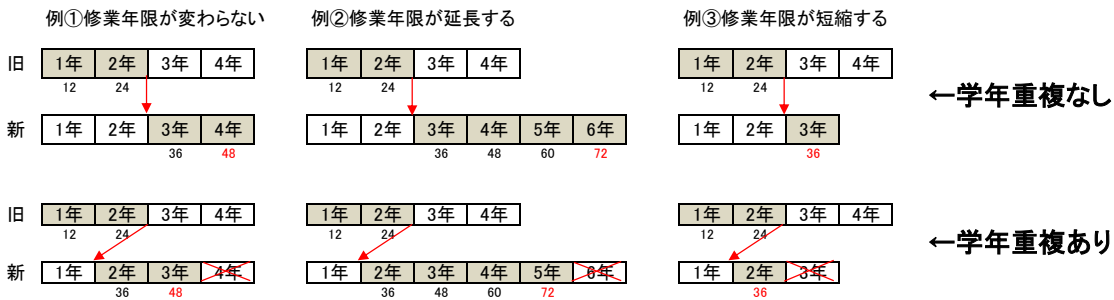 例①修業年限が変わらない 例②修業年限が延長する 例③修業年限が短縮する
旧 1年 2年 3年 4年 1年 2年 3年 4年 1年 2年 3年 4年
12 24 12 24 12 24
←学年重複なし
新 1年 2年 3年 4年 1年 2年 3年 4年 5年 6年 1年 2年 3年
36 48 36 48 60 72 36
旧 1年 2年 3年 4年 1年 2年 3年 4年 1年 2年 3年 4年
12 24 12 24 12 24
←学年重複あり
新 1年 2年 3年 4年 1年 2年 3年 4年 5年 6年 1年 2年 3年
36 48 36 48 60 72 36